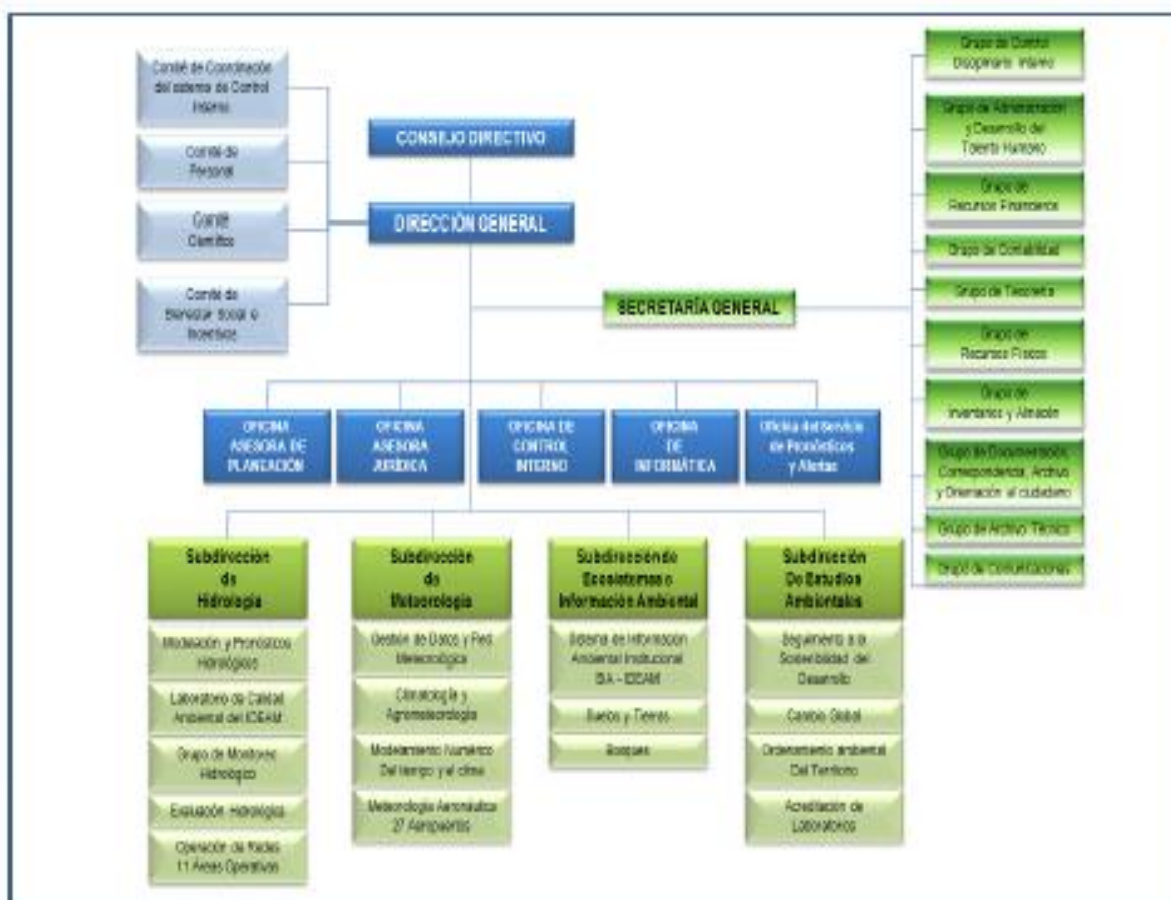 Comité de Coordinación
del sistema de Control
Interno
Comité de
Personal
Comité
Científico
Comité de
Bienestar Social e
Incentivos
CONSEJO DIRECTIVO
DIRECCIÓN GENERAL
SECRETARÍA GENERAL
Grupo de Control
Disciplinario Interno
Grupo de Administración
y Desarrollo del
Talento Humano
Grupo de
Recursos Financieros
Grupo de Contabilidad
Grupo de Tesorería
Grupo de
Recursos Físicos
Grupo de
Inventarios y Almacén
Grupo de Documentación,
Correspondencia, Archivo
y Orientación al ciudadano
Grupo de Archivo Técnico
Grupo de Comunicaciones
OFICINA
ASESORA DE
PLANEACIÓN
OFICINA
ASESORA
JURÍDICA
OFICINA DE
CONTROL
INTERNO
OFICINA
DE
INFORMÁTICA
Oficina del Servicio
de Pronósticos
y Alertas
Subdirección
de
Hidrología
Modelación y Pronósticos
Hidrológicos
Laboratorio de Calidad
Ambiental del IDEAM
Grupo de Monitoreo
Hidrológico
Evaluación Hidrológica
Operación de Redes
11 Áreas Operativas
Subdirección
de
Meteorología
Gestión de Datos y Red
Meteorológica
Climatología y
Agrometeorología
Modelamiento Numérico
Del tiempo y el clima
Meteorología Aeronáutica
27 Aeropuertos
Subdirección de
Ecosistemas e
Información Ambiental
Sistema de Información
Ambiental Institucional
SIA - IDEAM
Suelos y Tierras
Bosques
Subdirección
De Estudios
Ambientales
Seguimiento a la
Sostenibilidad del
Desarrollo
Cambio Global
Ordenamiento ambiental
Del Territorio
Acreditación de
Laboratorios